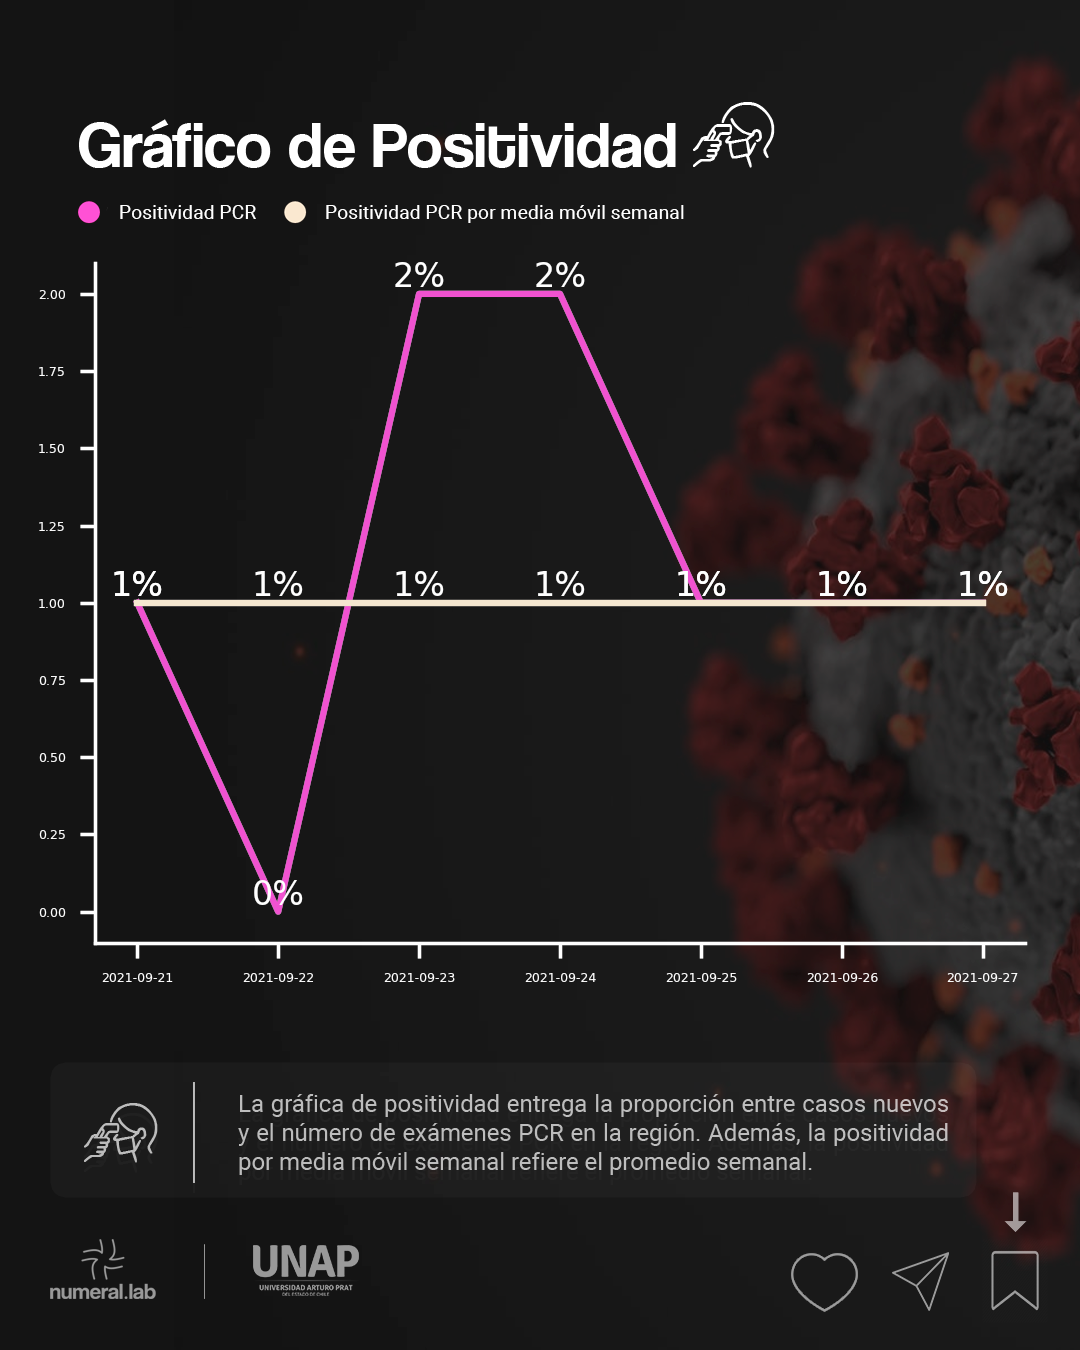 Gráfico de Positividad
Positividad PCR Positividad PCR por media móvil semanal
2% 2%
2.00
1.75
1.50
1.25
1% 1% 1% 1% 1% 1% 1%
1.00
0.75
0.50
0.25
0%
0.00
2021-09-21 2021-09-22 2021-09-23 2021-09-24 2021-09-25 2021-09-26 2021-09-27
La gráfica de positividad entrega la proporción entre casos nuevos
y el número de exámenes PCR en la región. Además, la positividad
por media móvil semanal refiere el promedio semanal.
numeral.lab
UNAP
UNIVERSIDAD ARTURO PRAT
DEL ESTADO DE CHILE